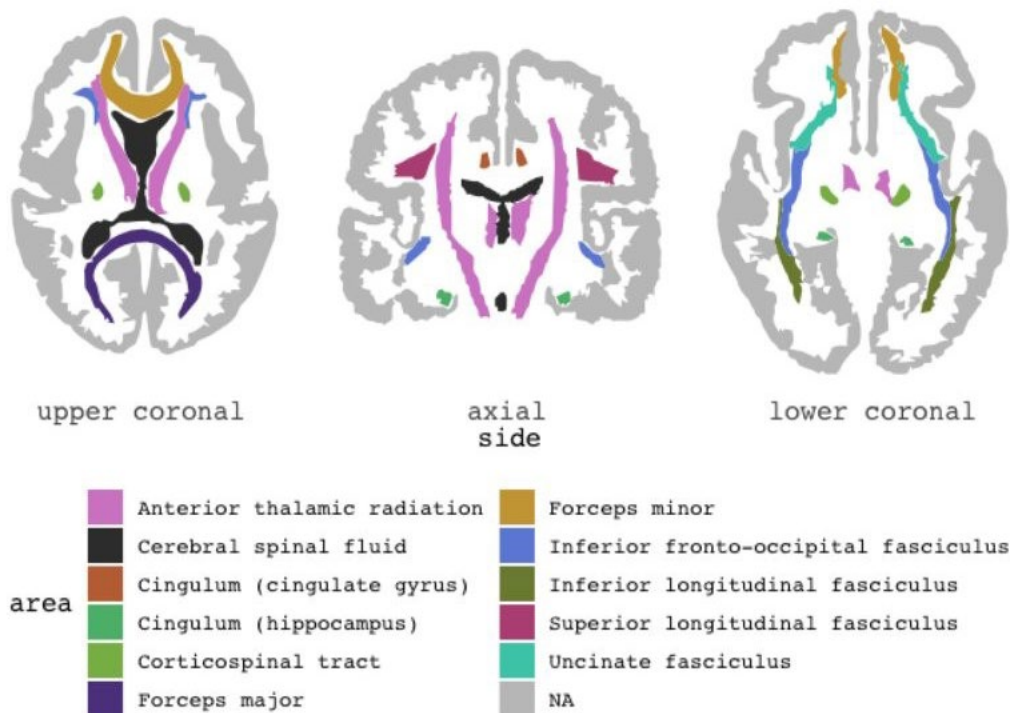 upper coronal
axial
lower coronal
side
area
Anterior thalamic radiation
Cerebral spinal fluid
Cingulum (cingulate gyrus)
Cingulum (hippocampus)
Corticospinal tract
Forceps major
Forceps minor
Inferior fronto-occipital fasciculus
Inferior longitudinal fasciculus
Superior longitudinal fasciculus
Uncinate fasciculus
NA